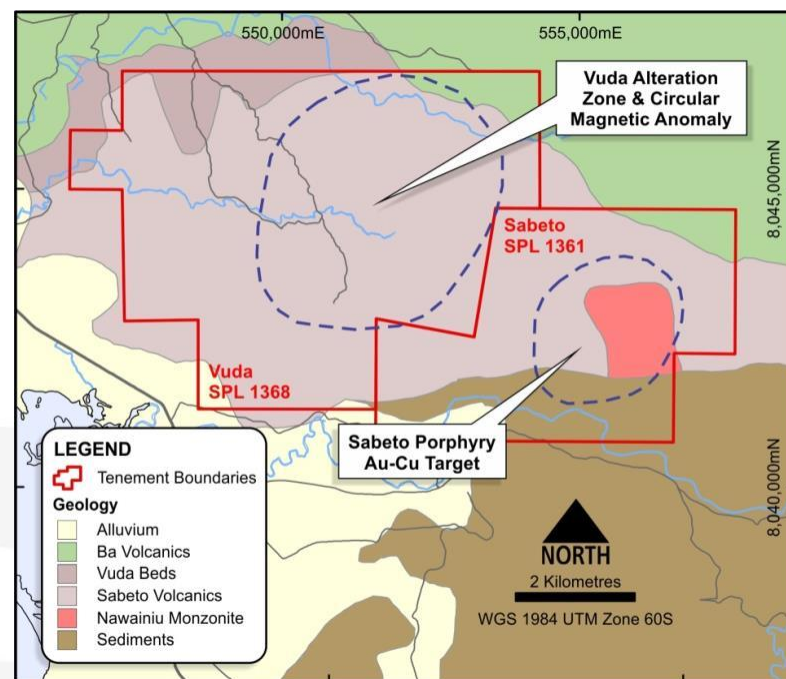 550,000mE
555,000mE
Vuda Alteration
Zone & Circular
Magnetic Anomaly
8,045,000mN
Sabeto
SPL 1361
Vuda
SPL 1368
Sabeto Porphyry
Au-Cu Target
8,040,000mN
LEGEND
Tenement Boundaries
Geology
Alluvium
Ba Volcanics
Vuda Beds
Sabeto Volcanics
Nawainiu Monzonite
Sediments
NORTH
2 Kilometres
WGS 1984 UTM Zone 60S